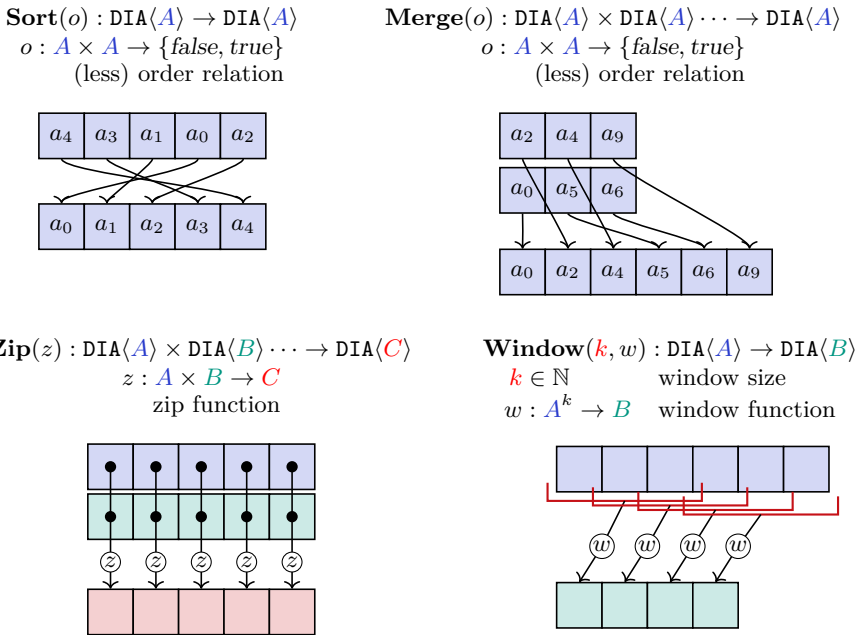 Sort(o) : DIA⟨A⟩ → DIA⟨A⟩
o : A × A → {false, true}
(less) order relation
a₄ a₃ a₁ a₀ a₂
a₀ a₁ a₂ a₃ a₄
Merge(o) : DIA⟨A⟩ × DIA⟨A⟩ ⋯ → DIA⟨A⟩
o : A × A → {false, true}
(less) order relation
a₂ a₄ a₉
a₀ a₅ a₆
a₀ a₂ a₄ a₅ a₆ a₉
Zip(z) : DIA⟨A⟩ × DIA⟨B⟩ ⋯ → DIA⟨C⟩
z : A × B → C
zip function
z z z z z
Window(k, w) : DIA⟨A⟩ → DIA⟨B⟩
k ∈ ℕ window size
w : Aᵏ → B window function
w w w w